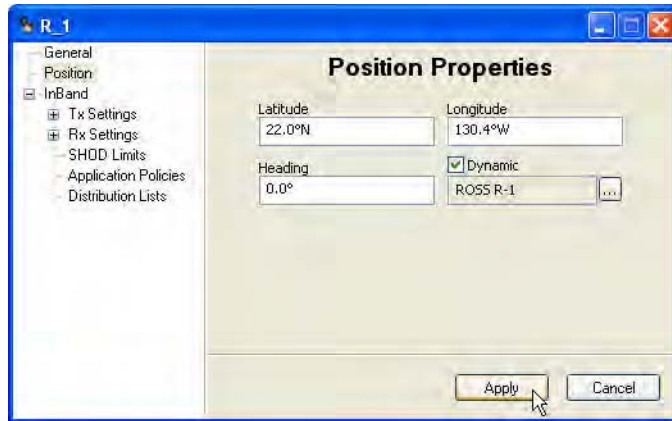 R_1
General
Position
InBand
Tx Settings
Rx Settings
SHOD Limits
Application Policies
Distribution Lists
Position Properties
Latitude Longitude
22.0°N 130.4°W
Heading Dynamic
0.0° ROSS R-1 ...
Apply Cancel